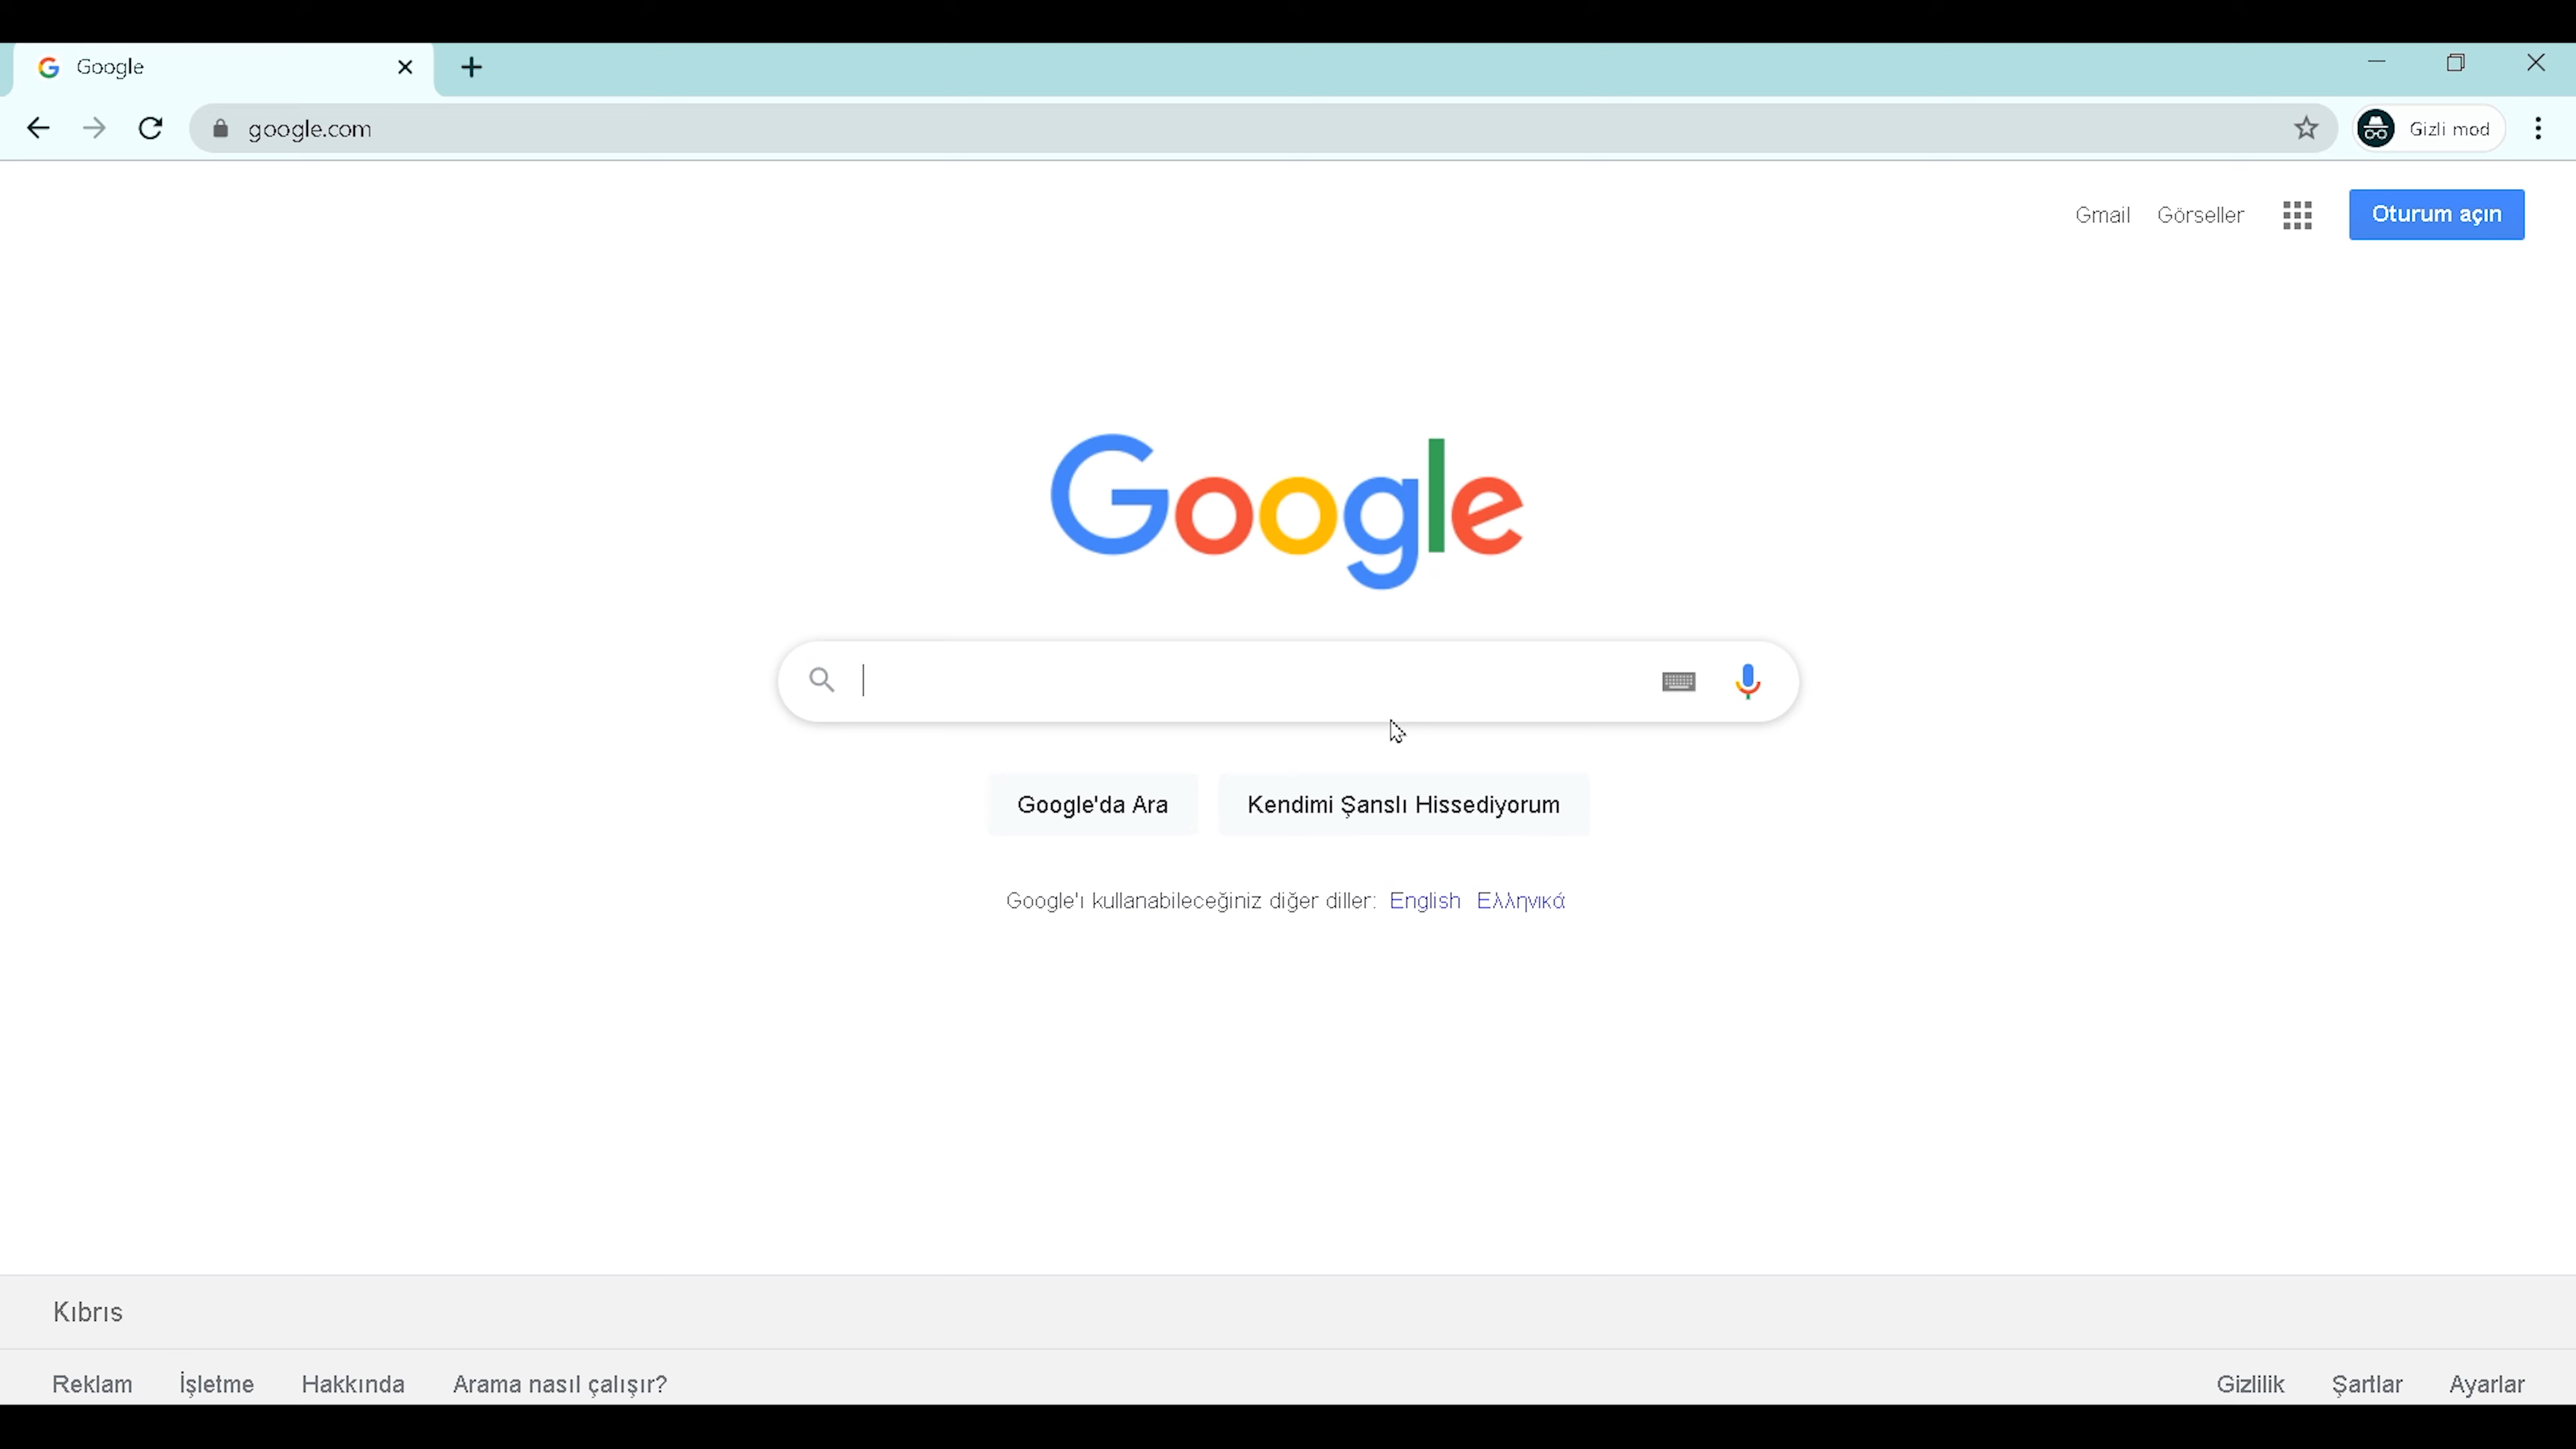 Google
google.com
Gizli mod
Gmail Görseller Oturum açın
Google
Google'da Ara Kendimi Şanslı Hissediyorum
Google'ı kullanabileceğiniz diğer diller: English Ελληνικά
Kıbrıs
Reklam İşletme Hakkında Arama nasıl çalışır? Gizlilik Şartlar Ayarlar